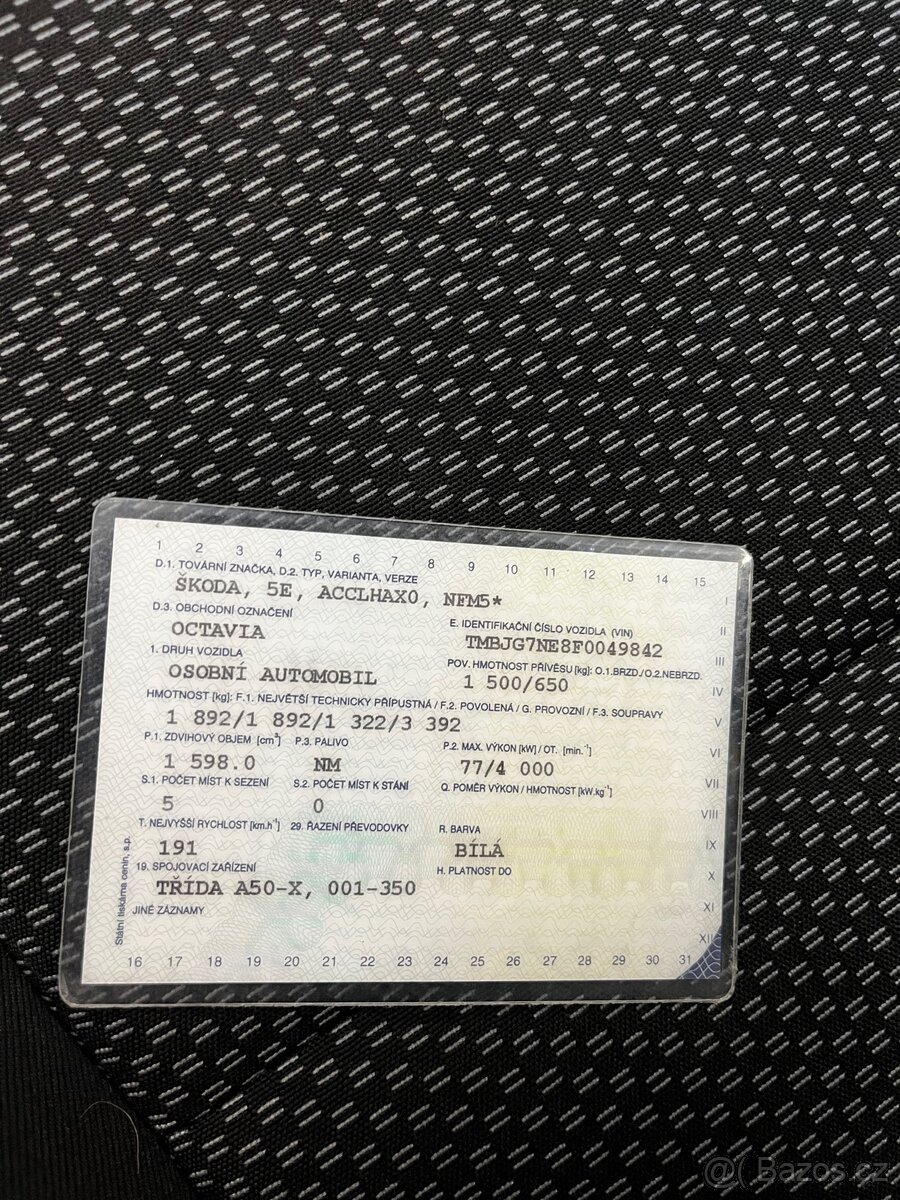 1 2 3 4 5 6 7 8 9 10 11 12 13 14 15
D.1. TOVÁRNÍ ZNAČKA, D.2. TYP, VARIANTA, VERZE
ŠKODA, 5E, ACCLHAX0, NFM5*
I
D.3. OBCHODNÍ OZNAČENÍ
E. IDENTIFIKAČNÍ ČÍSLO VOZIDLA (VIN)
II
OCTAVIA
TMBJG7NE8F0049842
1. DRUH VOZIDLA
POV. HMOTNOST PŘÍVĚSU [kg]: O.1.BRZD./O.2.NEBRZD.
III
OSOBNÍ AUTOMOBIL
1 500/650
IV
HMOTNOST [kg]: F.1. NEJVĚTŠÍ TECHNICKY PŘÍPUSTNÁ / F.2. POVOLENÁ / G. PROVOZNÍ / F.3. SOUPRAVY
V
1 892/1 892/1 322/3 392
P.1. ZDVIHOVÝ OBJEM [cm³] P.3. PALIVO
P.2. MAX. VÝKON [kW] / OT. [min.⁻¹]
VI
1 598.0 NM
77/4 000
S.1. POČET MÍST K SEZENÍ S.2. POČET MÍST K STÁNÍ
Q. POMĚR VÝKON / HMOTNOST [kW.kg⁻¹]
VII
5 0
VIII
T. NEJVYŠŠÍ RYCHLOST [km.h⁻¹] 29. ŘAZENÍ PŘEVODOVKY
R. BARVA
IX
191
BÍLÁ
19. SPOJOVACÍ ZAŘÍZENÍ
H. PLATNOST DO
X
TŘÍDA A50-X, 001-350
XI
JINÉ ZÁZNAMY
XII
Státní tiskárna cenin, s.p.
16 17 18 19 20 21 22 23 24 25 26 27 28 29 30 31
@( Bazos.cz